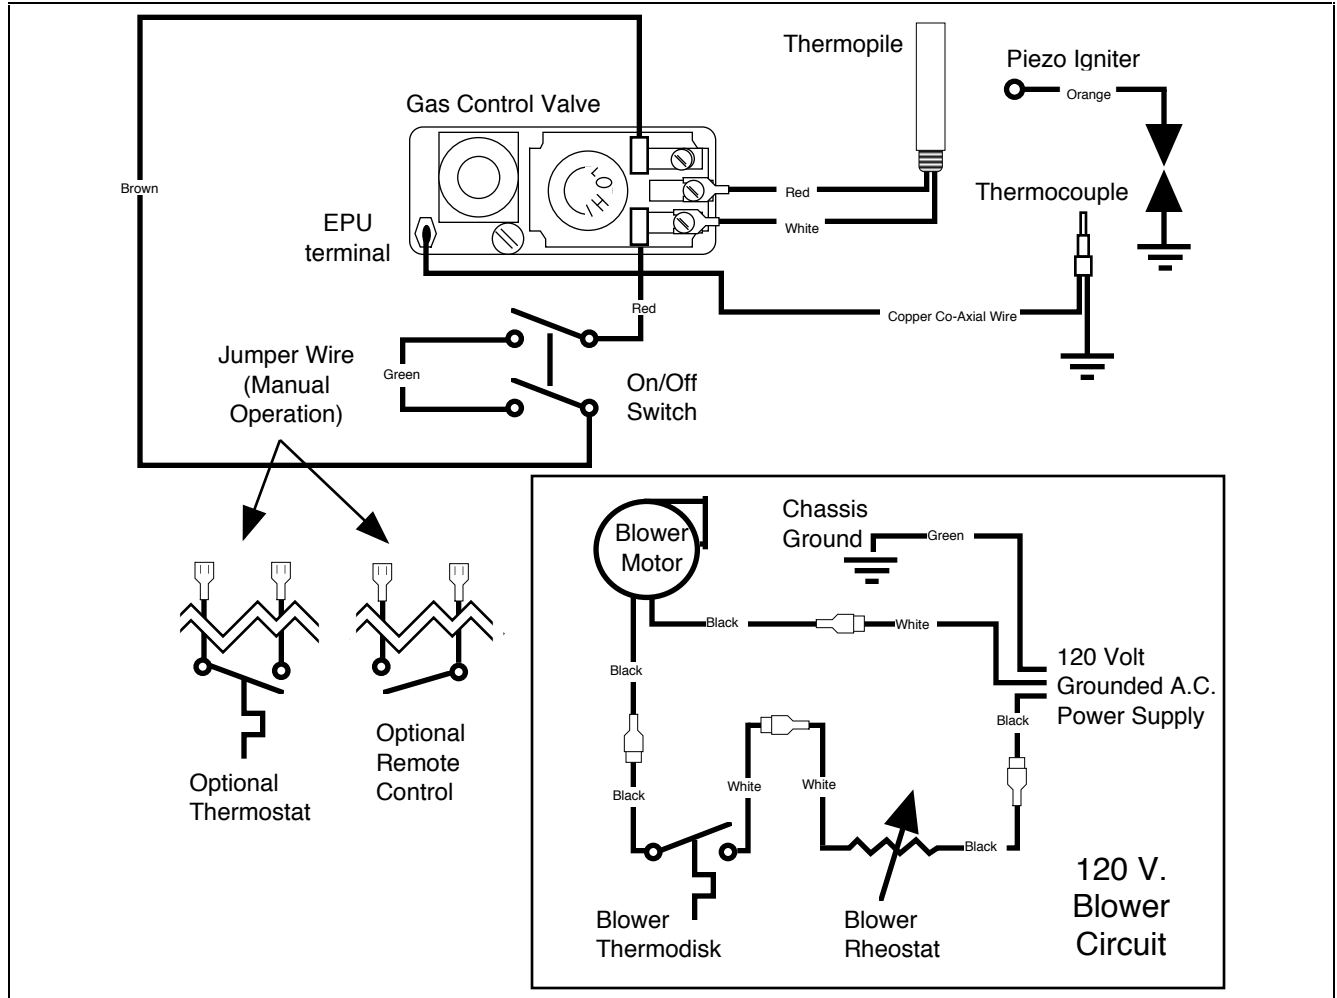 Thermopile
Piezo Igniter
Orange
Gas Control Valve
Brown
Red
Thermocouple
EPU
terminal
White
Red
Copper Co-Axial Wire
Jumper Wire
(Manual
Operation)
Green
On/Off
Switch
Blower
Motor
Chassis
Ground
Green
Black
White
120 Volt
Grounded A.C.
Power Supply
Black
Black
Optional
Thermostat
Optional
Remote
Control
Black
White
White
Black
Blower
Thermodisk
Blower
Rheostat
120 V.
Blower
Circuit